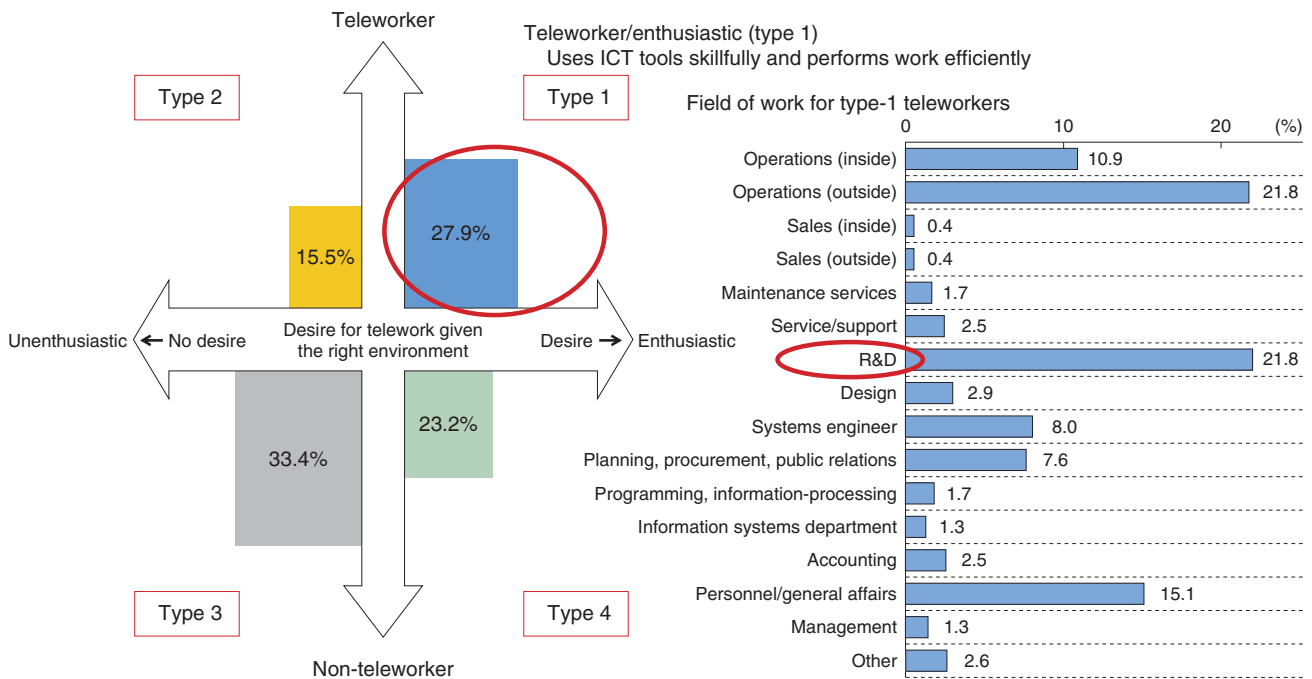 Teleworker
Teleworker/enthusiastic (type 1)
Uses ICT tools skillfully and performs work efficiently
Type 2
Type 1
27.9%
15.5%
Unenthusiastic
← No desire
Desire for telework given
the right environment
Desire →
Enthusiastic
33.4%
23.2%
Type 3
Type 4
Non-teleworker
Field of work for type-1 teleworkers
0 10 20 (%)
Operations (inside) 10.9
Operations (outside) 21.8
Sales (inside) 0.4
Sales (outside) 0.4
Maintenance services 1.7
Service/support 2.5
R&D 21.8
Design 2.9
Systems engineer 8.0
Planning, procurement, public relations 7.6
Programming, information-processing 1.7
Information systems department 1.3
Accounting 2.5
Personnel/general affairs 15.1
Management 1.3
Other 2.6